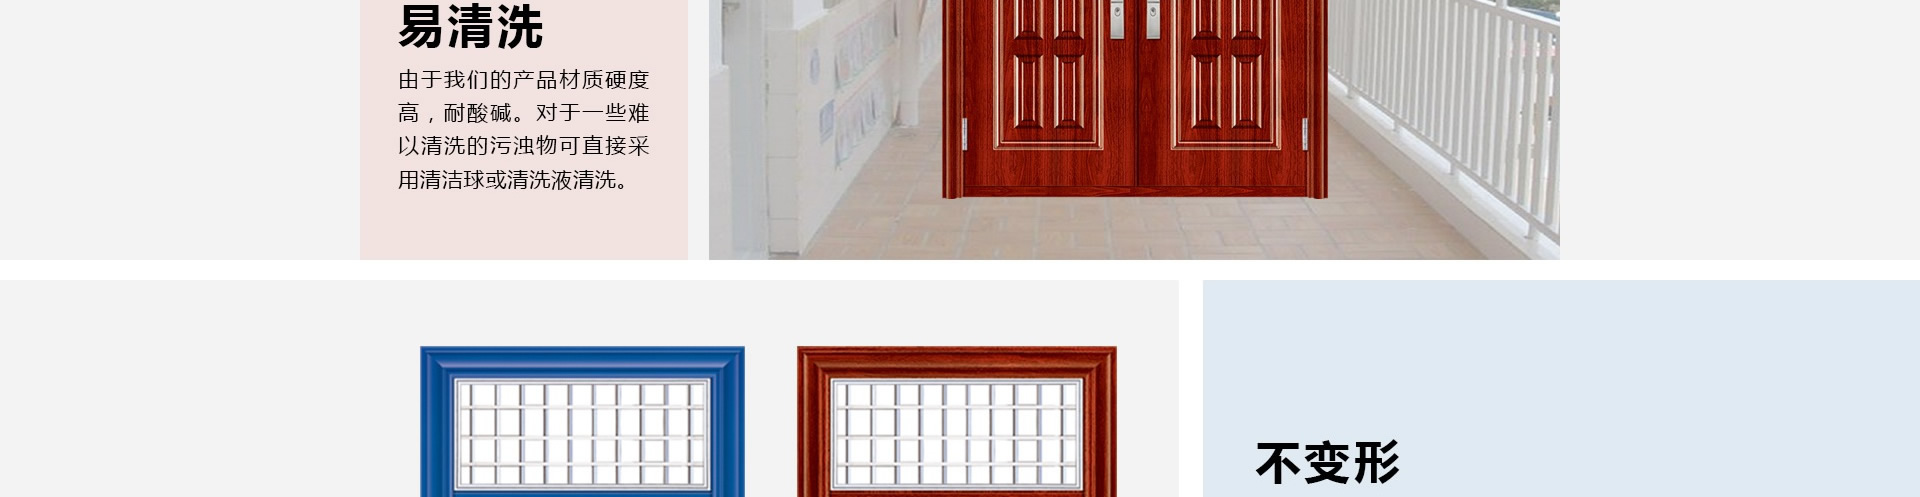 易清洗
由于我们的产品材质硬度
高，耐酸碱。对于一些难
以清洗的污浊物可直接采
用清洁球或清洗液清洗。
不变形